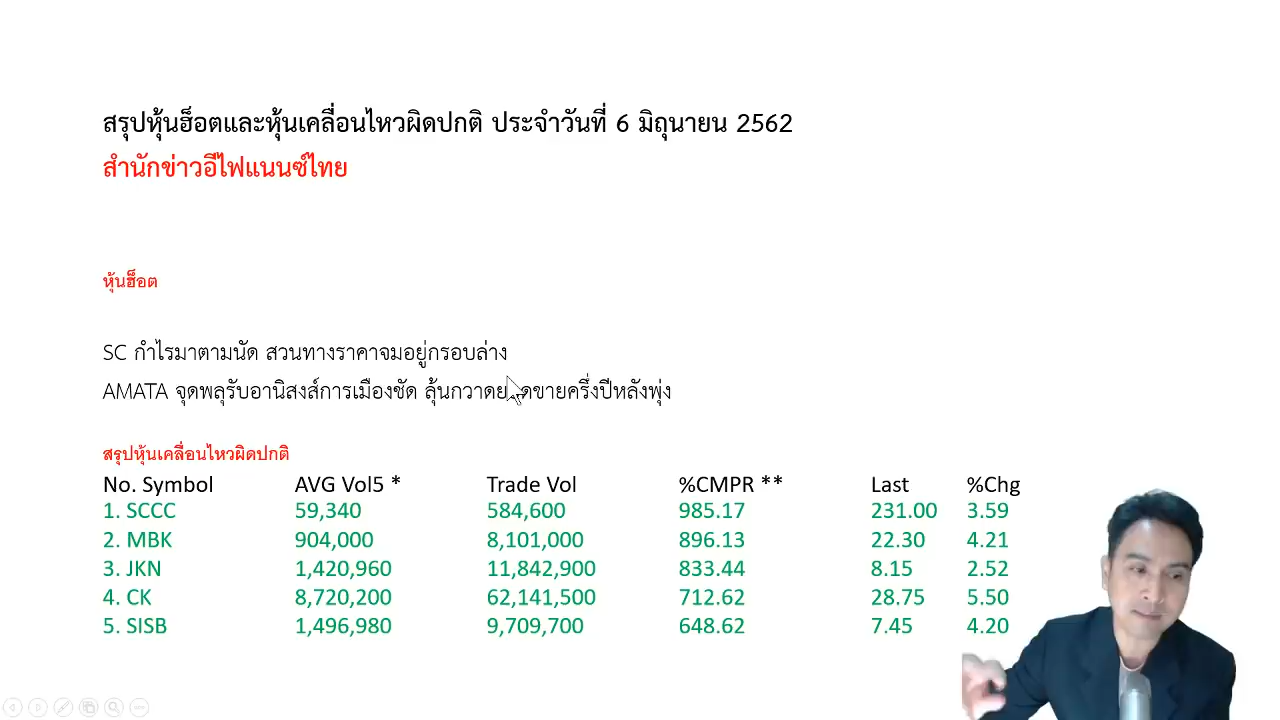 สรุปหุ้นฮ็อตและหุ้นเคลื่อนไหวผิดปกติ ประจำวันที่ 6 มิถุนายน 2562
สำนักข่าวอีไฟแนนซ์ไทย
หุ้นฮ็อต
SC กำไรมาตามนัด สวนทางราคาจมอยู่กรอบล่าง
AMATA จุดพลุรับอานิสงส์การเมืองชัด ลุ้นกวาดยอดขายครึ่งปีหลังพุ่ง
สรุปหุ้นเคลื่อนไหวผิดปกติ
No. Symbol AVG Vol5 * Trade Vol %CMPR ** Last %Chg
1. SCCC 59,340 584,600 985.17 231.00 3.59
2. MBK 904,000 8,101,000 896.13 22.30 4.21
3. JKN 1,420,960 11,842,900 833.44 8.15 2.52
4. CK 8,720,200 62,141,500 712.62 28.75 5.50
5. SISB 1,496,980 9,709,700 648.62 7.45 4.20